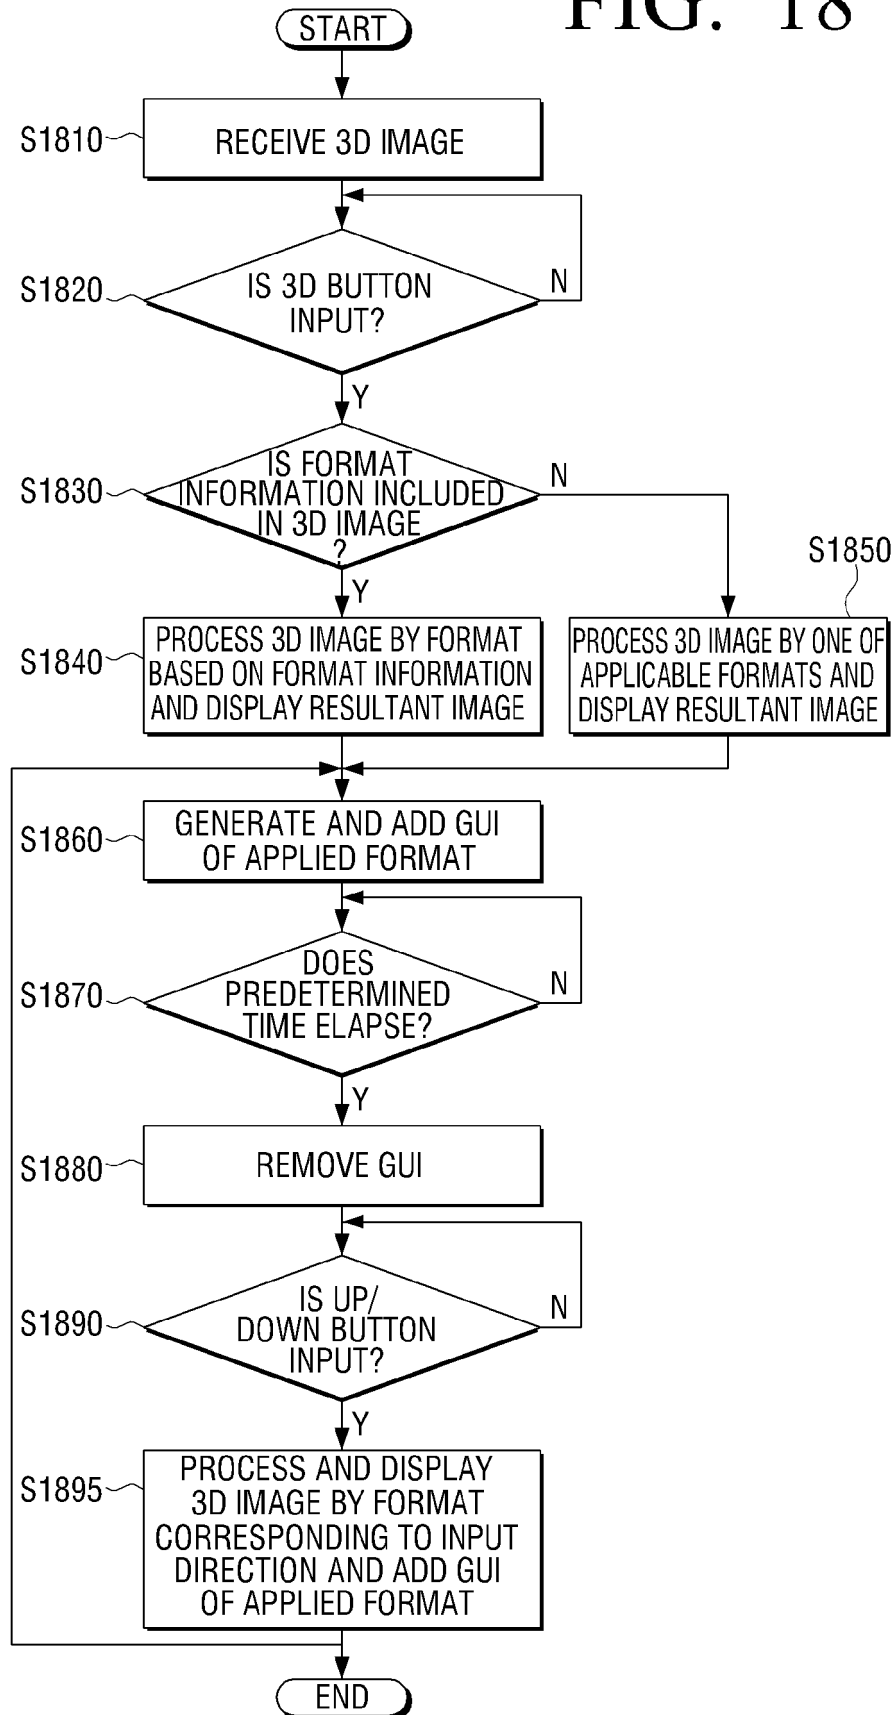 FIG. 18
START
S1810
RECEIVE 3D IMAGE
S1820
IS 3D BUTTON
INPUT?
N
Y
S1830
IS FORMAT
INFORMATION INCLUDED
IN 3D IMAGE
?
N
Y
S1850
S1840
PROCESS 3D IMAGE BY FORMAT
BASED ON FORMAT INFORMATION
AND DISPLAY RESULTANT IMAGE
PROCESS 3D IMAGE BY ONE OF
APPLICABLE FORMATS AND
DISPLAY RESULTANT IMAGE
S1860
GENERATE AND ADD GUI
OF APPLIED FORMAT
S1870
DOES
PREDETERMINED
TIME ELAPSE?
N
Y
S1880
REMOVE GUI
S1890
IS UP/
DOWN BUTTON
INPUT?
N
Y
S1895
PROCESS AND DISPLAY
3D IMAGE BY FORMAT
CORRESPONDING TO INPUT
DIRECTION AND ADD GUI
OF APPLIED FORMAT
END